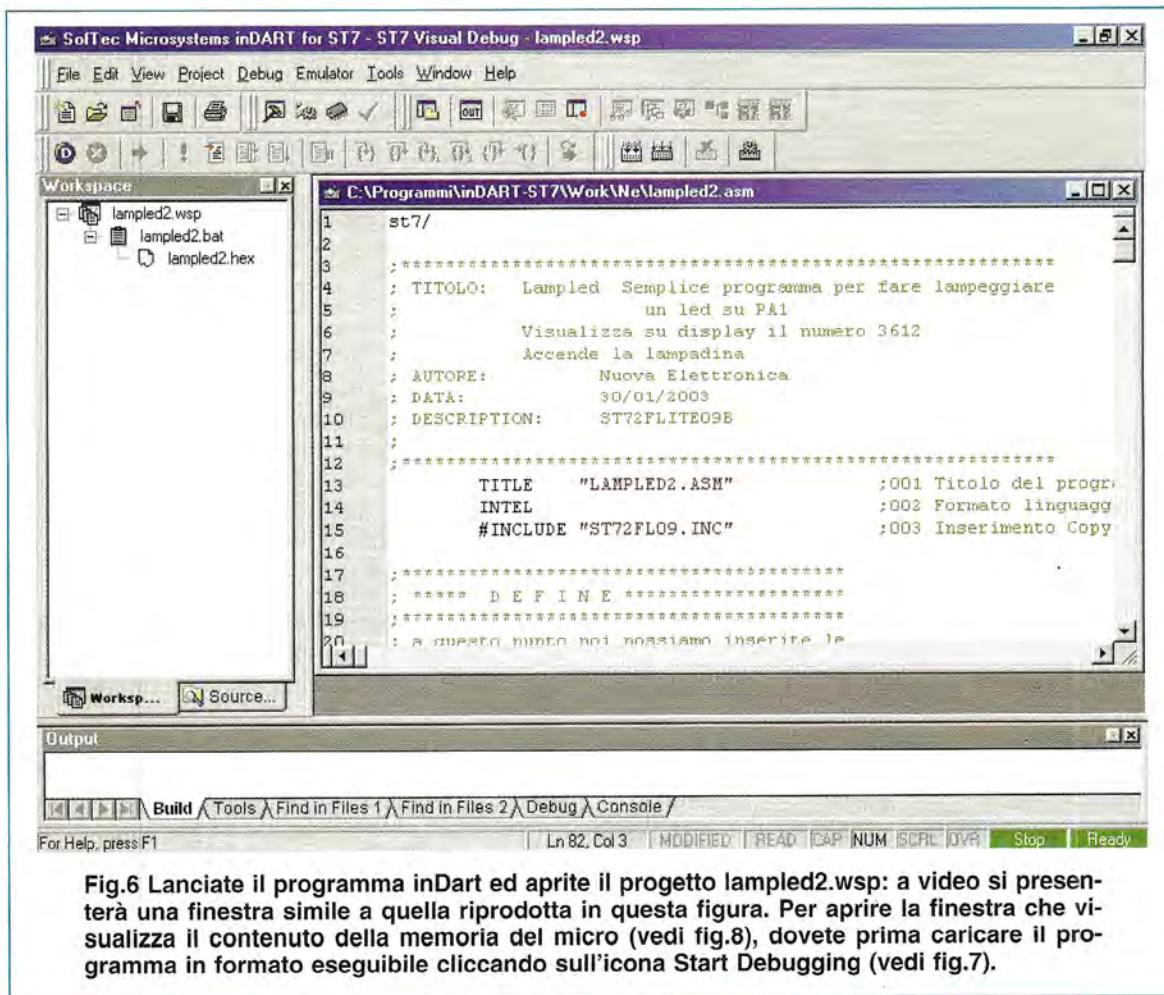 SofTec Microsystems inDART for ST7 - ST7 Visual Debug - lampled2.wsp
File Edit View Project Debug Emulator Tools Window Help
Workspace
lampled2.wsp
lampled2.bat
lampled2.hex
Worksp... Source...
C:\Programmi\inDART-ST7\Work\Ne\lampled2.asm
1 st7/
2
3 ;***********************************************************
4 ; TITOLO: Lampled Semplice programma per fare lampeggiare
5 ; un led su PA1
6 ; Visualizza su display il numero 3612
7 ; Accende la lampadina
8 ; AUTORE: Nuova Elettronica
9 ; DATA: 30/01/2003
10 ; DESCRIPTION: ST72FLITE09B
11 ;
12 ;***********************************************************
13 TITLE "LAMPLED2.ASM" ;001 Titolo del progr
14 INTEL ;002 Formato linguagg
15 #INCLUDE "ST72FL09.INC" ;003 Inserimento Copy
16
17 ;****************************************
18 ; ***** D E F I N E ********************
19 ;****************************************
20 ; a questo punto noi possiamo inserite le
Output
Build Tools Find in Files 1 Find in Files 2 Debug Console
For Help, press F1 Ln 82, Col 3 MODIFIED READ CAP NUM SCRL OVR Stop Ready
Fig.6 Lanciate il programma inDart ed aprite il progetto lampled2.wsp: a video si presen-
terà una finestra simile a quella riprodotta in questa figura. Per aprire la finestra che vi-
sualizza il contenuto della memoria del micro (vedi fig.8), dovete prima caricare il pro-
gramma in formato eseguibile cliccando sull'icona Start Debugging (vedi fig.7).